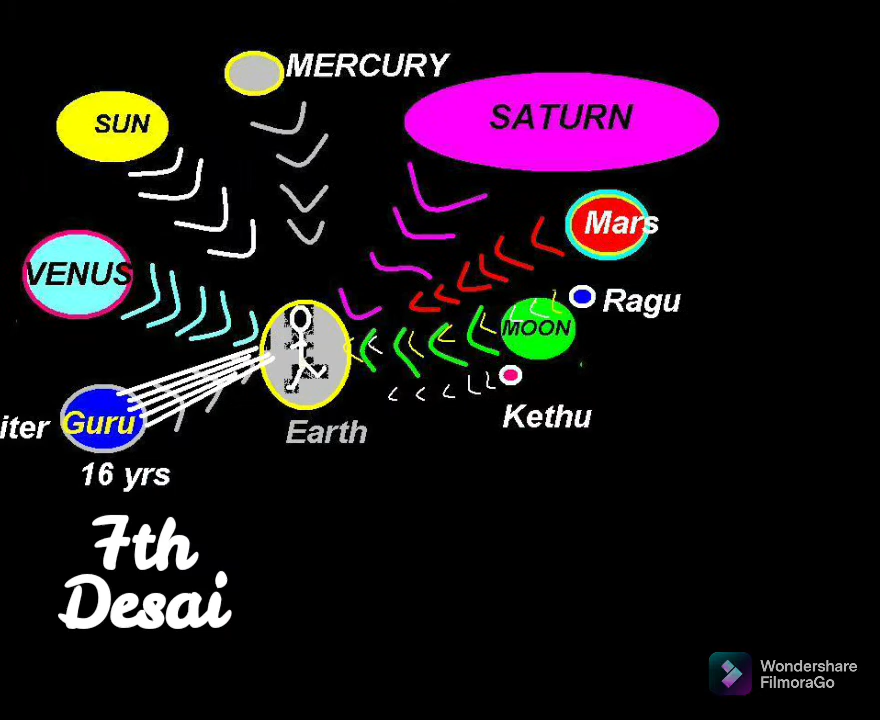 MERCURY
SUN
SATURN
Mars
VENUS
Ragu
MOON
Kethu
Earth
iter
Guru
16 yrs
7th
Desai
Wondershare
FilmoraGo